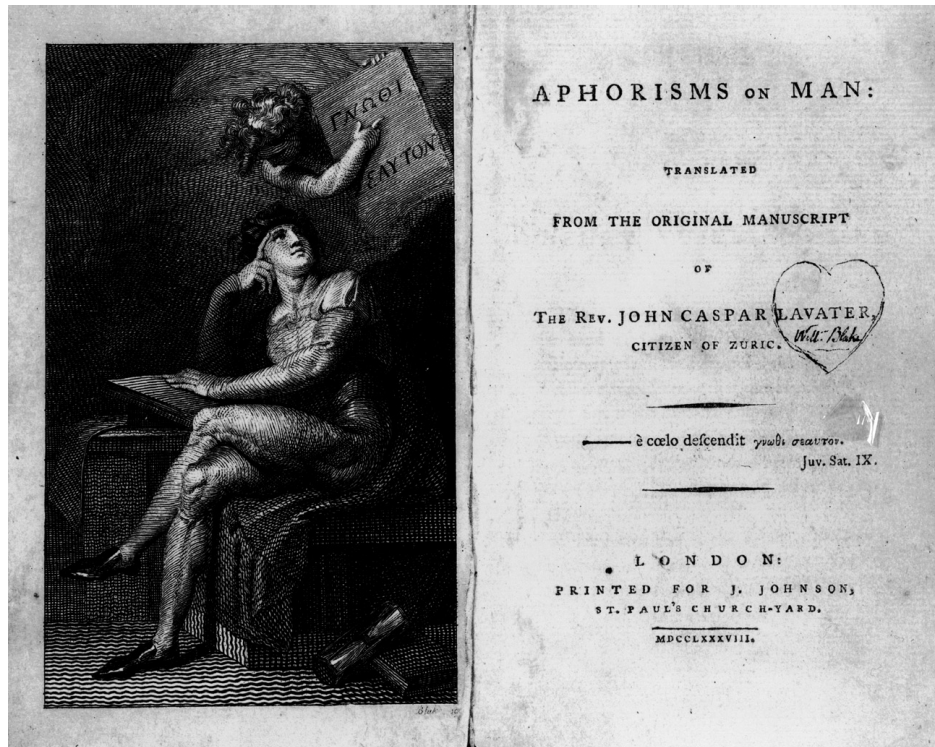 ΓΝΩΘΙ
ΣΕΑΥΤΟΝ
Blake
APHORISMS ON MAN:
TRANSLATED
FROM THE ORIGINAL MANUSCRIPT
OF
THE REV. JOHN CASPAR LAVATER,
Will^m Blake
CITIZEN OF ZURIC.
è cœlo deſcendit γνωθι σεαυτον.
Juv. Sat. IX.
LONDON:
PRINTED FOR J. JOHNSON,
ST. PAUL'S CHURCH-YARD.
MDCCLXXXVIII.